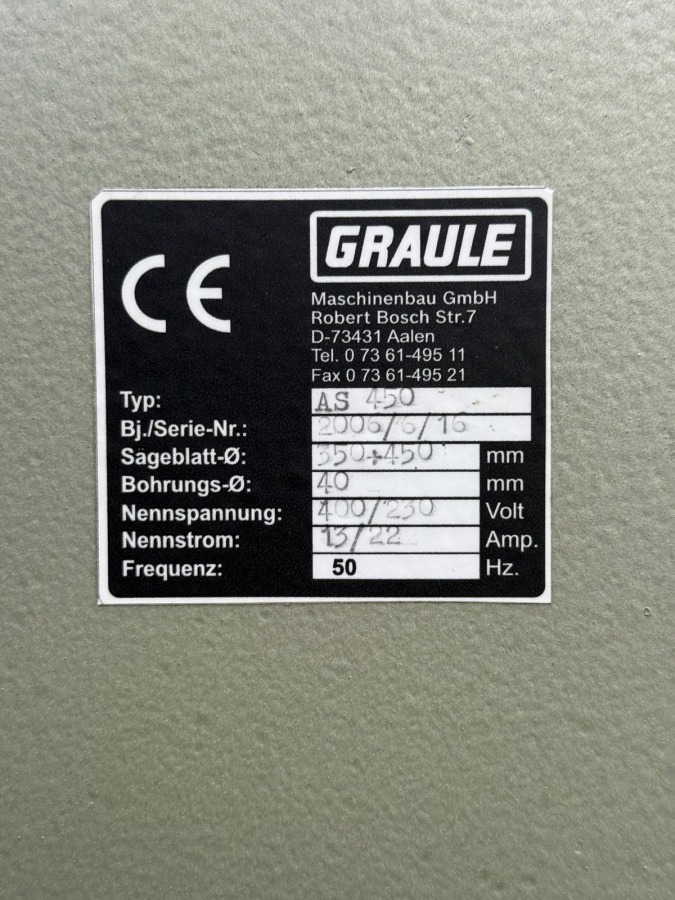 CE
GRAULE
Maschinenbau GmbH
Robert Bosch Str.7
D-73431 Aalen
Tel. 0 73 61-495 11
Fax 0 73 61-495 21
Typ: AS 450
Bj./Serie-Nr.: 2006/6/16
Sägeblatt-Ø: 350+450 mm
Bohrungs-Ø: 40 mm
Nennspannung: 400/230 Volt
Nennstrom: 13/22 Amp.
Frequenz: 50 Hz.